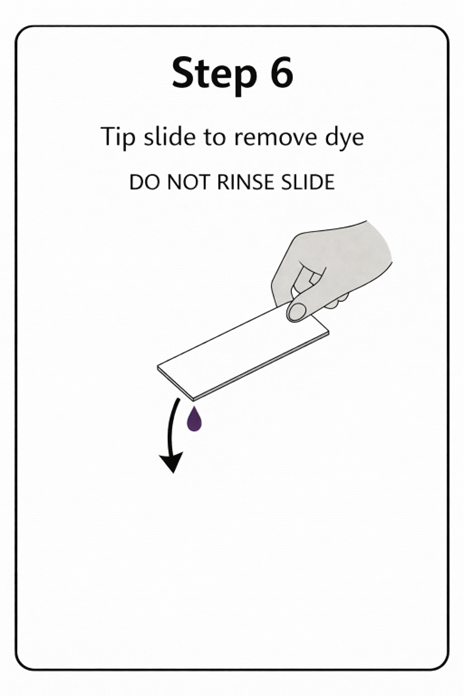 Step 6
Tip slide to remove dye
DO NOT RINSE SLIDE